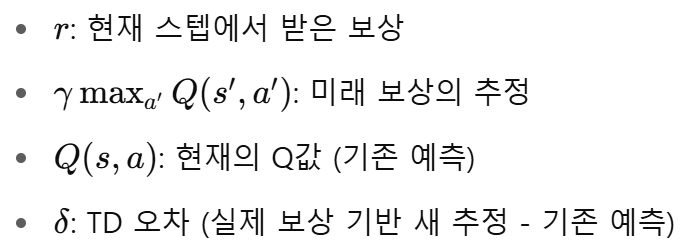 • r: 현재 스텝에서 받은 보상
• γ maxₐ′ Q(s′, a′): 미래 보상의 추정
• Q(s, a): 현재의 Q값 (기존 예측)
• δ: TD 오차 (실제 보상 기반 새 추정 - 기존 예측)